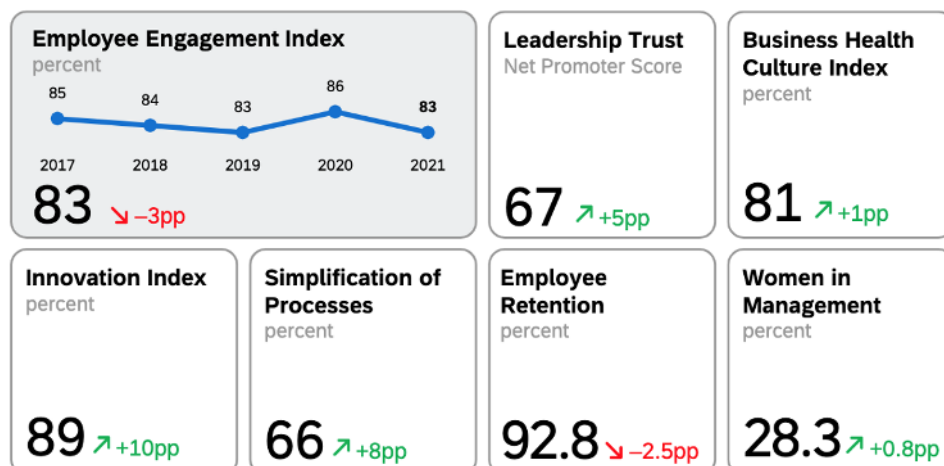 Employee Engagement Index
percent
85
84
83
86
83
2017
2018
2019
2020
2021
83 ↘ –3pp
Leadership Trust
Net Promoter Score
67 ↗ +5pp
Business Health
Culture Index
percent
81 ↗ +1pp
Innovation Index
percent
89 ↗ +10pp
Simplification of
Processes
percent
66 ↗ +8pp
Employee
Retention
percent
92.8 ↘ –2.5pp
Women in
Management
percent
28.3 ↗ +0.8pp